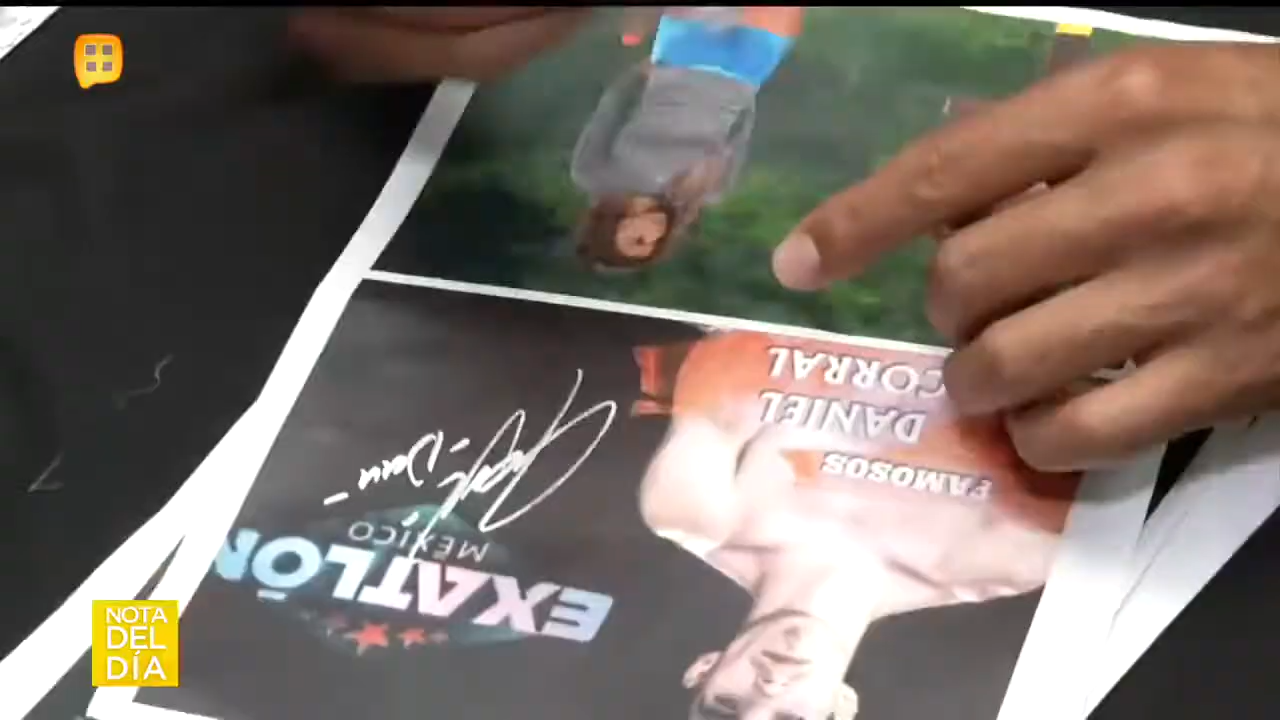 CORRAL
DANIEL
FAMOSOS
MÉXICO
EXATLÓN
NOTA
DEL
DÍA